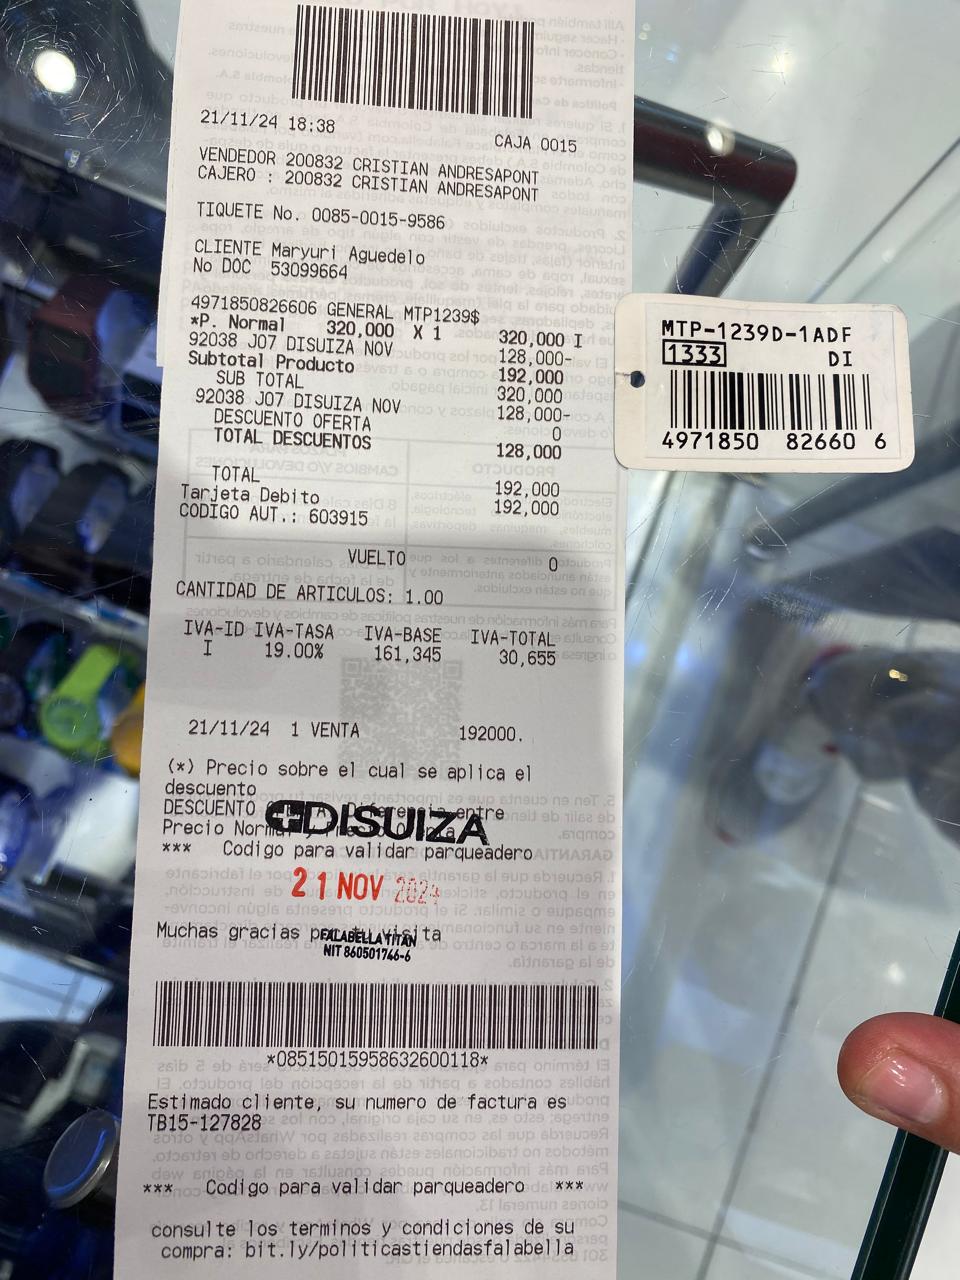 21/11/24 18:38
CAJA 0015
VENDEDOR 200832 CRISTIAN ANDRESAPONT
CAJERO : 200832 CRISTIAN ANDRESAPONT
TIQUETE No. 0085-0015-9586
CLIENTE Maryuri Aguedelo
No DOC 53099664
4971850826606 GENERAL MTP1239$
*P. Normal 320,000 X 1 320,000 I
92038 J07 DISUIZA NOV 128,000-
Subtotal Producto 192,000
SUB TOTAL 320,000
92038 J07 DISUIZA NOV 128,000-
DESCUENTO OFERTA 0
TOTAL DESCUENTOS 128,000
TOTAL 192,000
Tarjeta Debito 192,000
CODIGO AUT.: 603915
VUELTO 0
CANTIDAD DE ARTICULOS: 1.00
IVA-ID IVA-TASA IVA-BASE IVA-TOTAL
I 19.00% 161,345 30,655
21/11/24 1 VENTA 192000.
(*) Precio sobre el cual se aplica el
descuento
DESCUENTO entre
Precio
DISUIZA
*** Codigo para validar parqueadero
21 NOV 2024
Muchas gracias visita
FALABELLA TITAN
NIT 860501746-6
*08515015958632600118*
Estimado cliente, su numero de factura es
TB15-127828
*** Codigo para validar parqueadero ***
consulte los terminos y condiciones de su
compra: bit.ly/politicastiendasfalabella
MTP-1239D-1ADF
1333 DI
4971850 82660 6